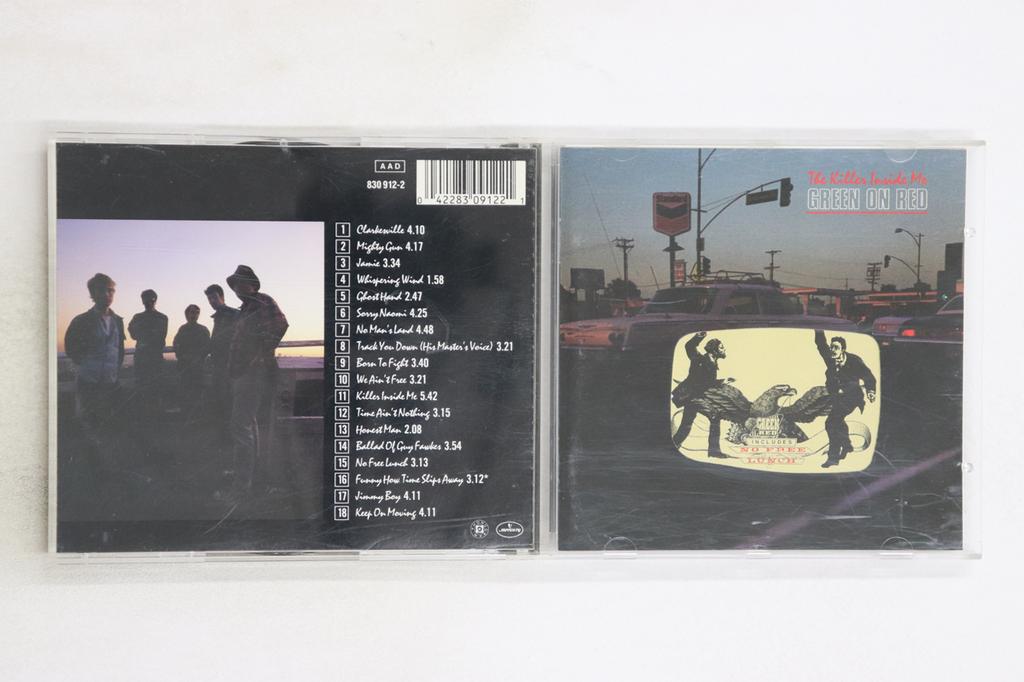 AAD
830 912-2
0 42283 09122 1
1 Clarkesville 4.10
2 Mighty Gun 4.17
3 Jamie 3.34
4 Whispering Wind 1.58
5 Ghost Hand 2.47
6 Sorry Naomi 4.25
7 No Man's Land 4.48
8 Track You Down (His Master's Voice) 3.21
9 Born To Fight 3.40
10 We Ain't Free 3.21
11 Killer Inside Me 5.42
12 Time Ain't Nothing 3.15
13 Honest Man 2.08
14 Ballad Of Guy Fawkes 3.54
15 No Free Lunch 3.13
16 Funny How Time Slips Away 3.12*
17 Jimmy Boy 4.11
18 Keep On Moving 4.11
mercury
The Killer Inside Me
GREEN ON RED
Standard
GREEN
ON RED
INCLUDES
NO FREE
LUNCH